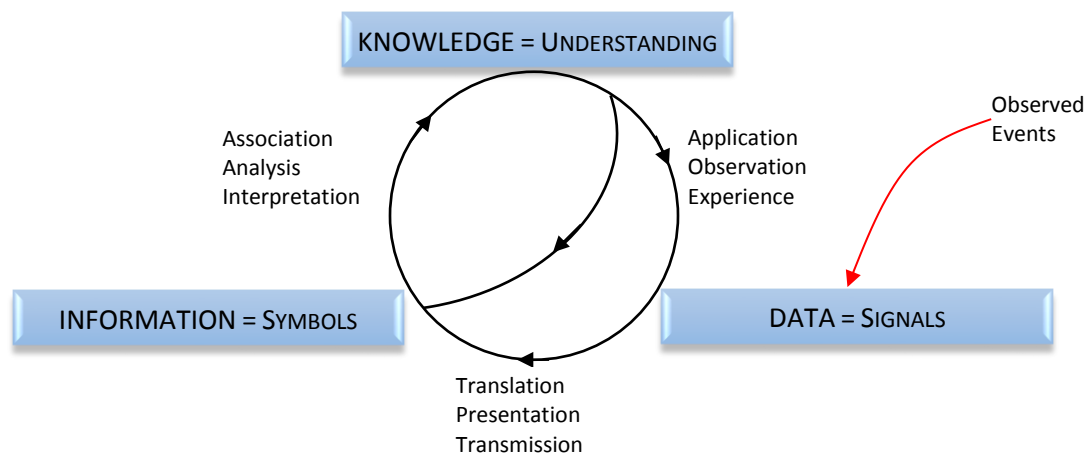 KNOWLEDGE = UNDERSTANDING
Association
Analysis
Interpretation
Application
Observation
Experience
Observed
Events
INFORMATION = SYMBOLS
DATA = SIGNALS
Translation
Presentation
Transmission